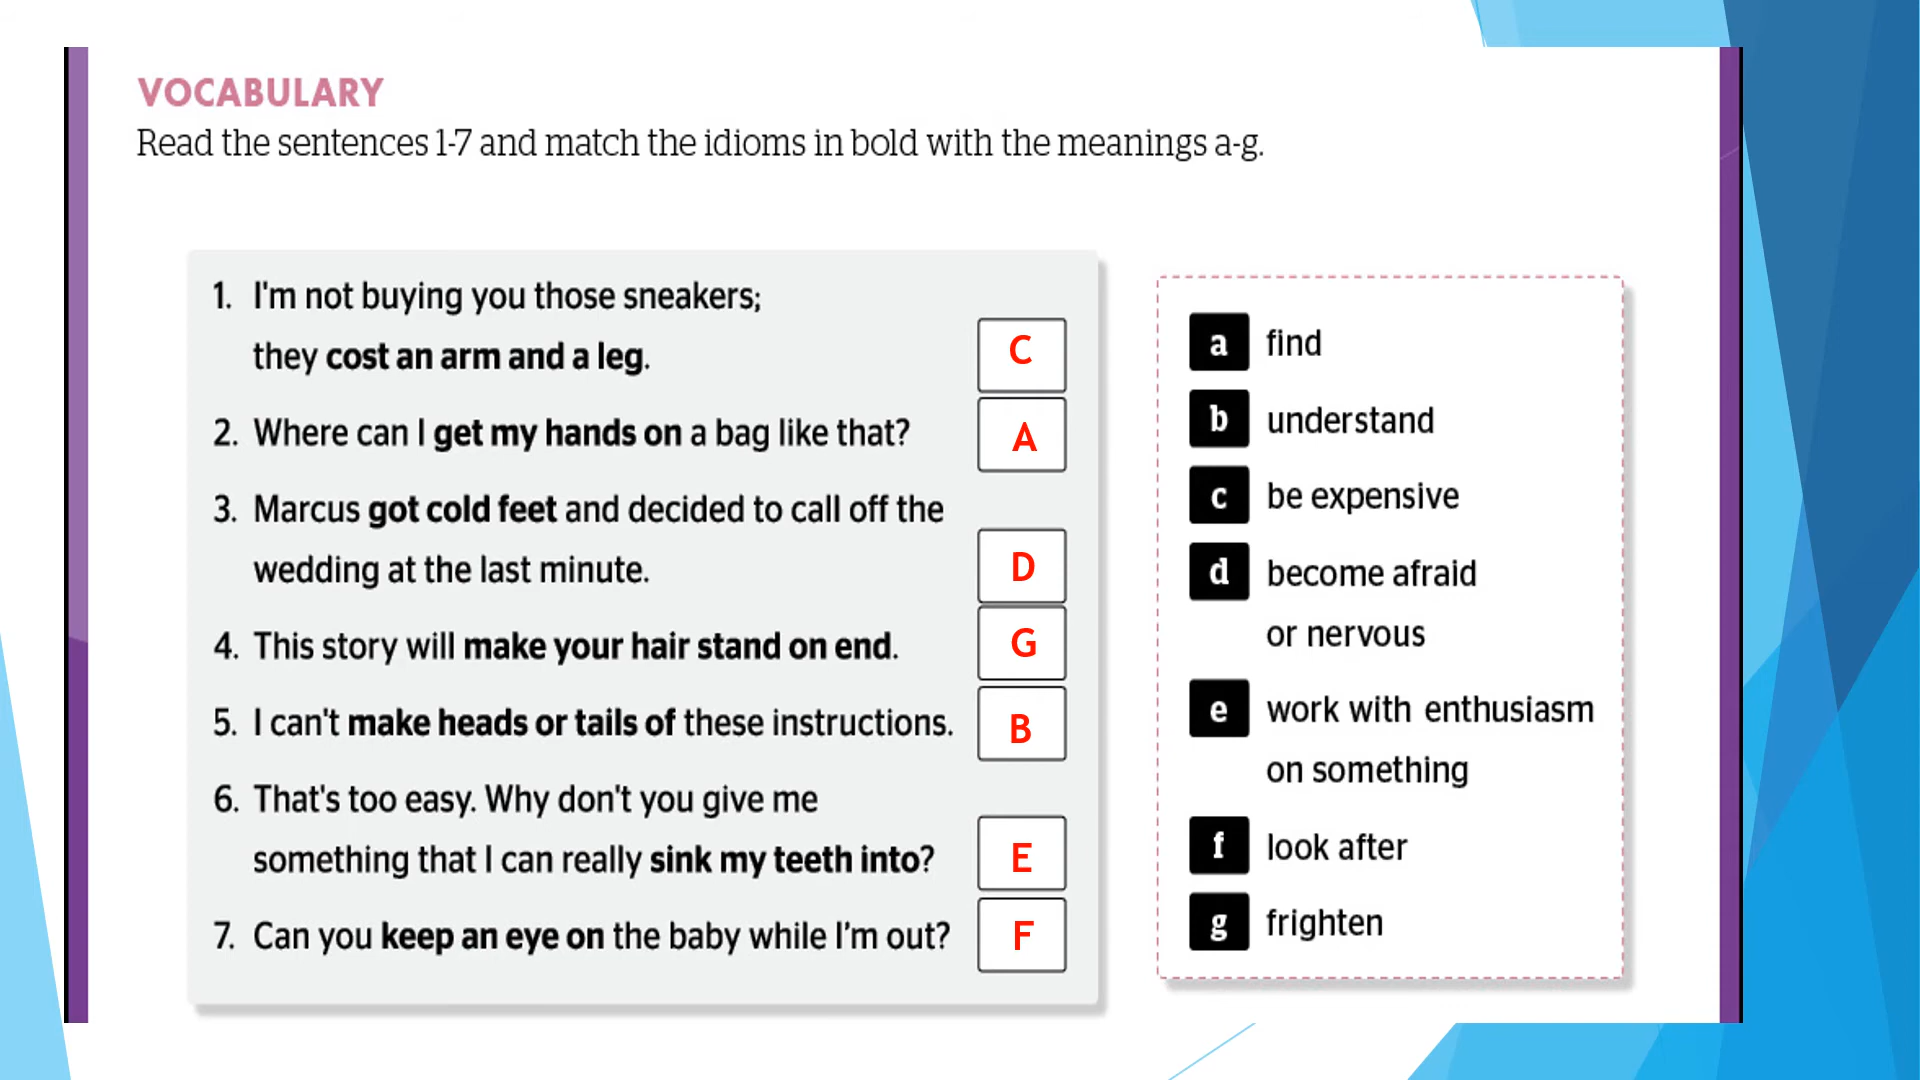 VOCABULARY
Read the sentences 1-7 and match the idioms in bold with the meanings a-g.
1. I'm not buying you those sneakers;
they cost an arm and a leg.
C
2. Where can I get my hands on a bag like that?
A
3. Marcus got cold feet and decided to call off the
wedding at the last minute.
D
4. This story will make your hair stand on end.
G
5. I can't make heads or tails of these instructions.
B
6. That's too easy. Why don't you give me
something that I can really sink my teeth into?
E
7. Can you keep an eye on the baby while I'm out?
F
a find
b understand
c be expensive
d become afraid
or nervous
e work with enthusiasm
on something
f look after
g frighten